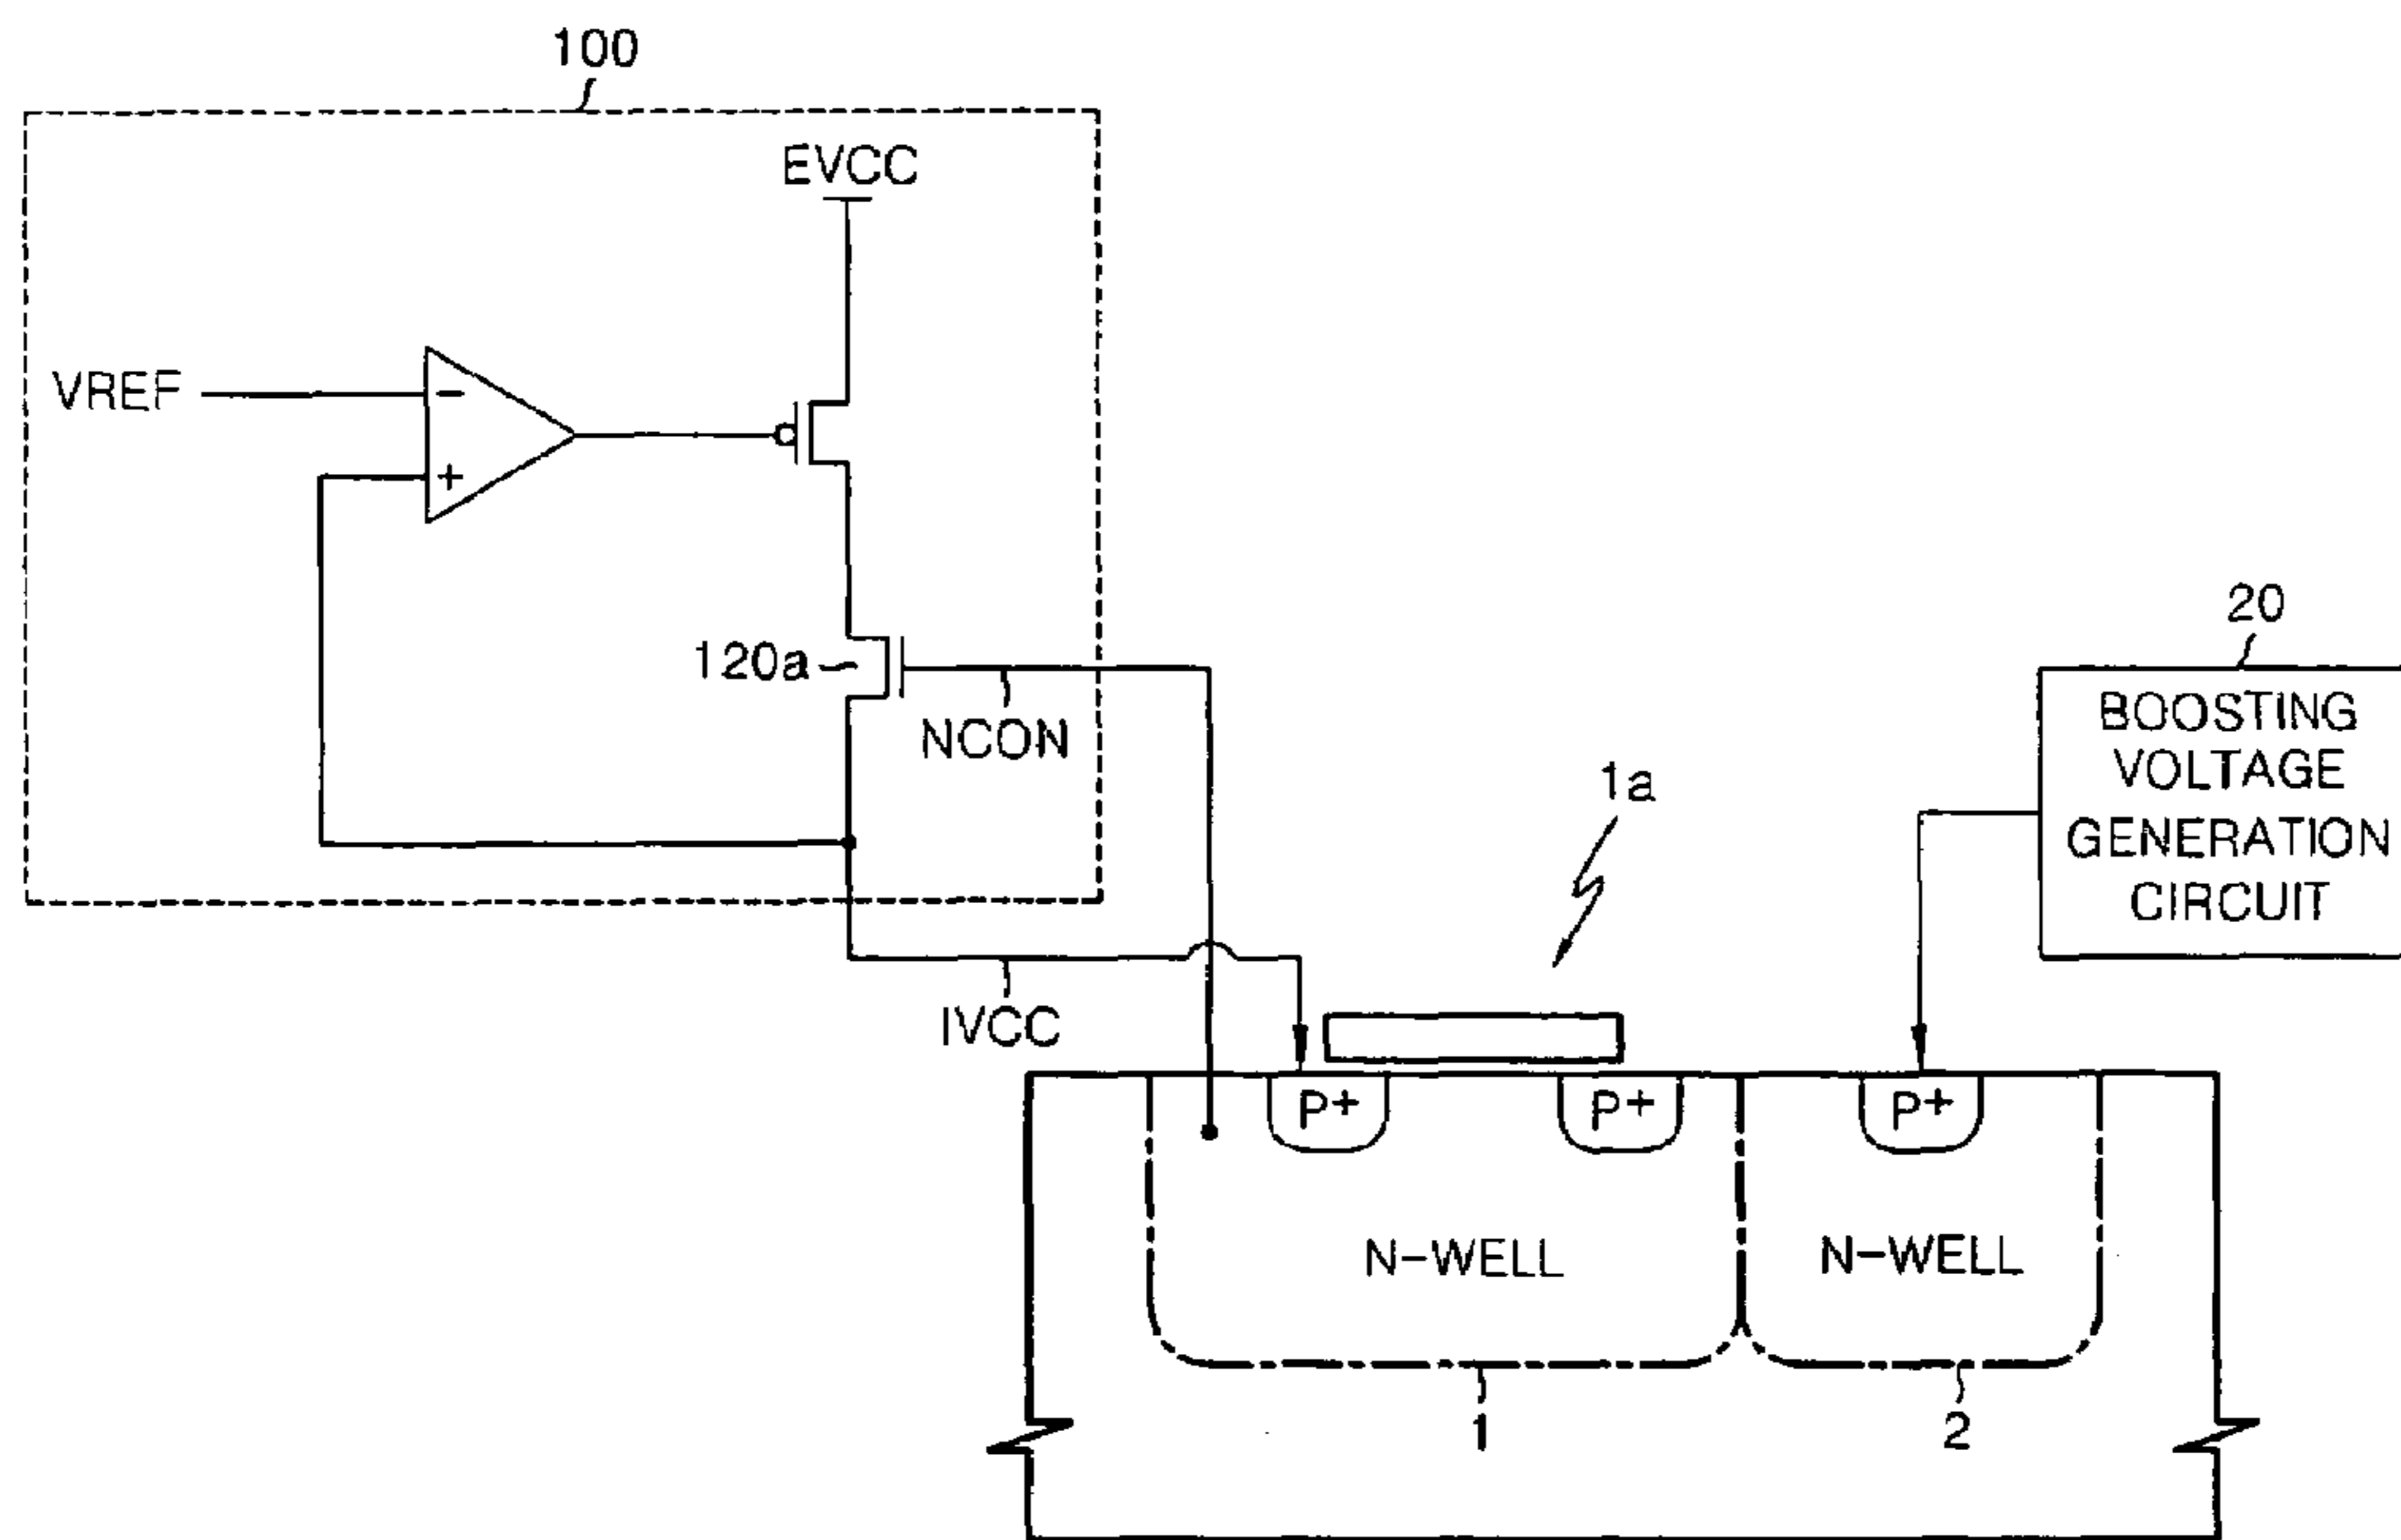 100
EVCC
VREF
-
+
120a
NCON
20
BOOSTING
VOLTAGE
GENERATION
CIRCUIT
1a
IVCC
P+
P+
P+
N-WELL
N-WELL
1
2